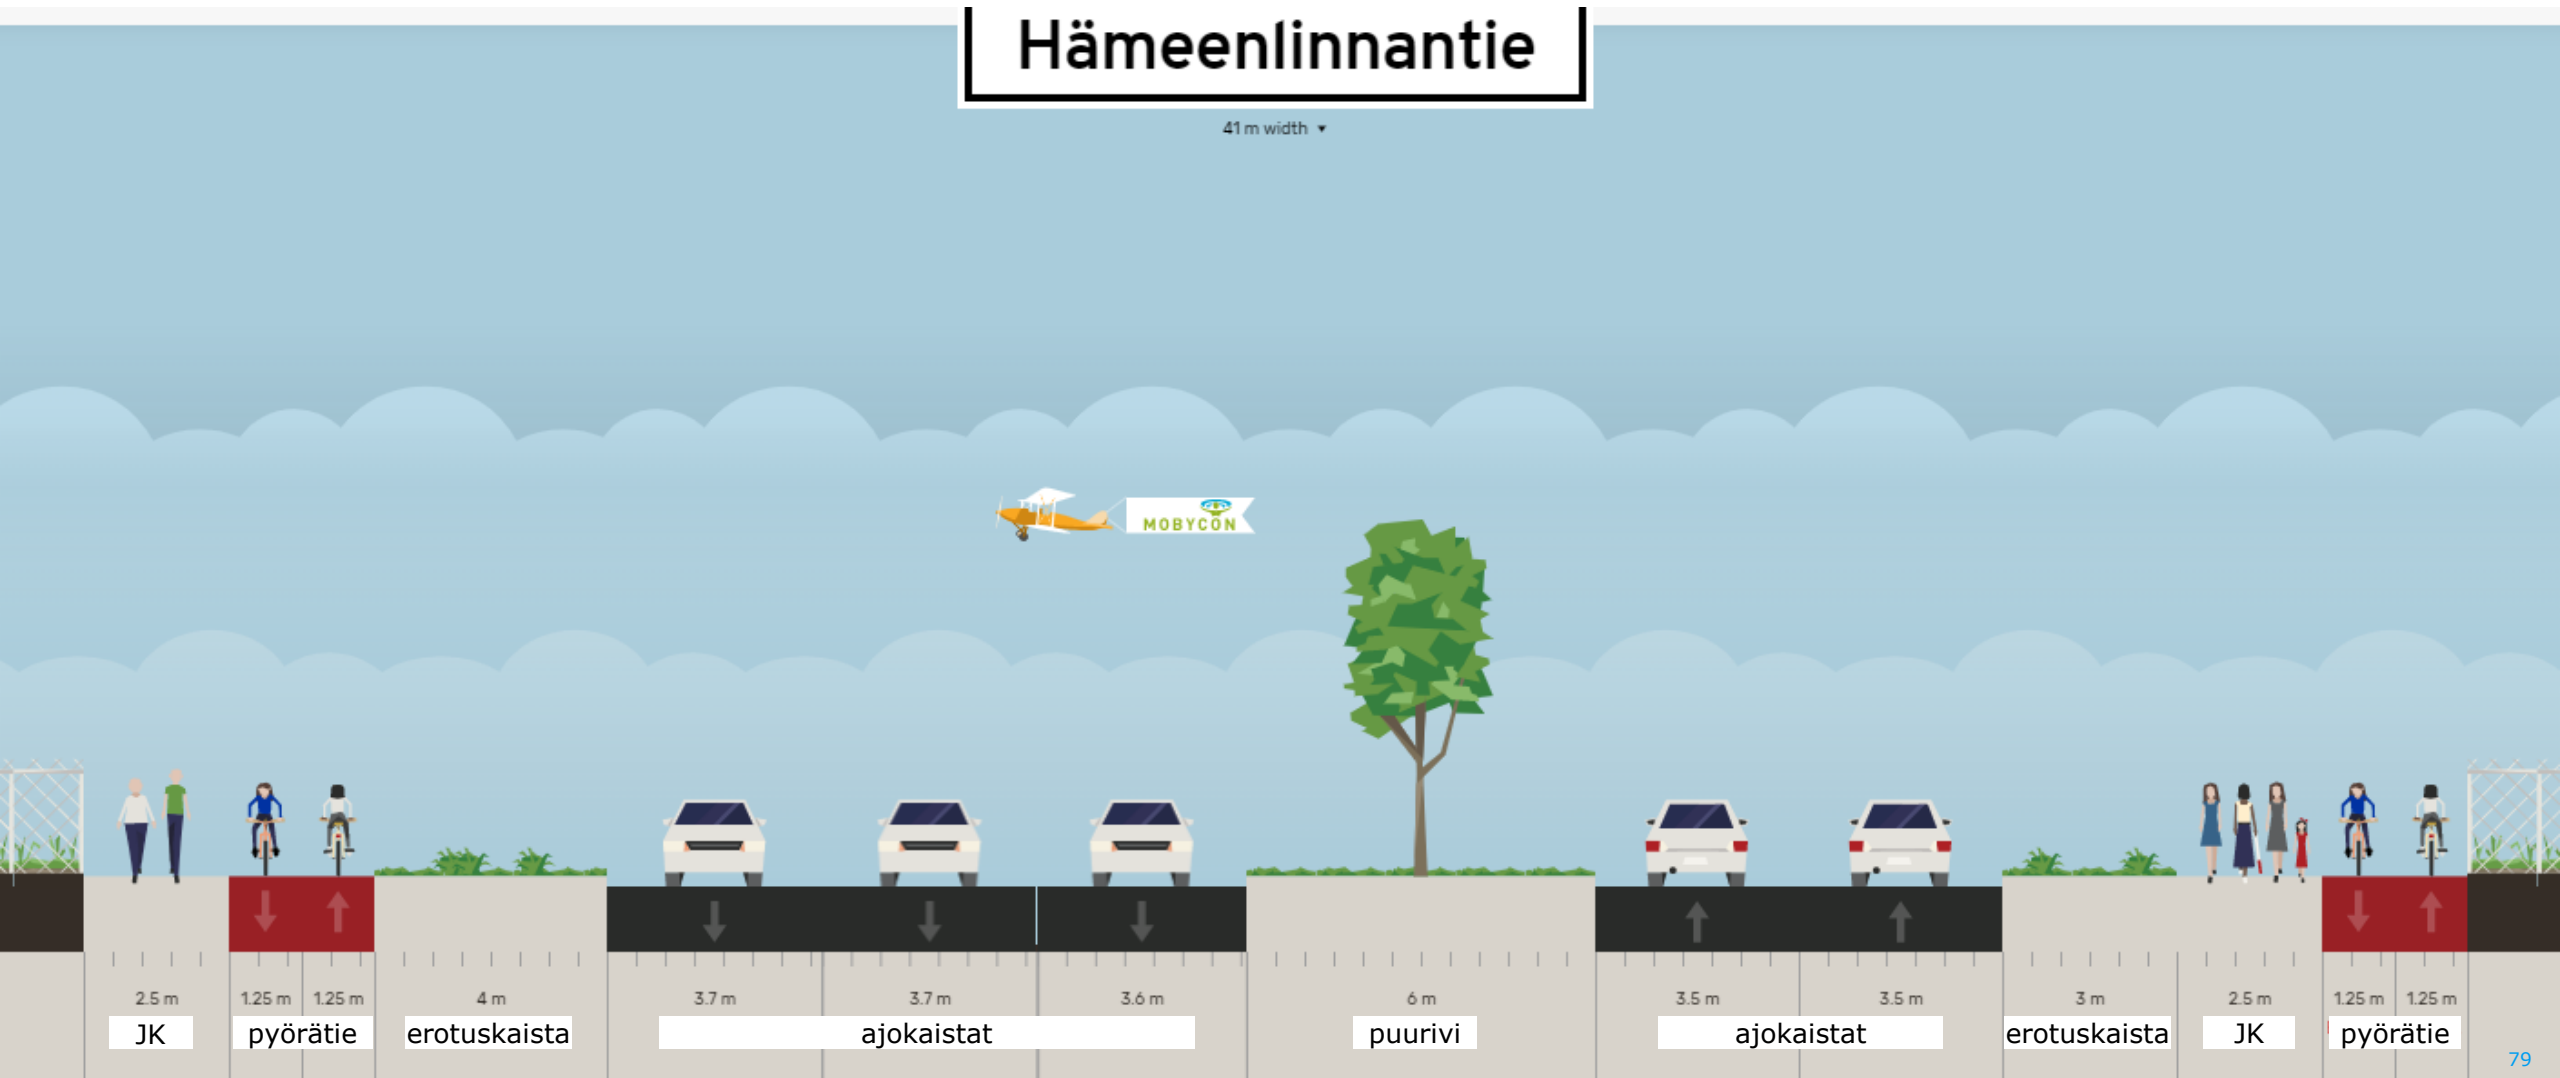 Hämeenlinnantie
41 m width ▾
MOBYCON
2.5 m 1.25 m 1.25 m 4 m 3.7 m 3.7 m 3.6 m 6 m 3.5 m 3.5 m 3 m 2.5 m 1.25 m 1.25 m
JK pyörätie erotuskaista ajokaistat puurivi ajokaistat erotuskaista JK pyörätie
79